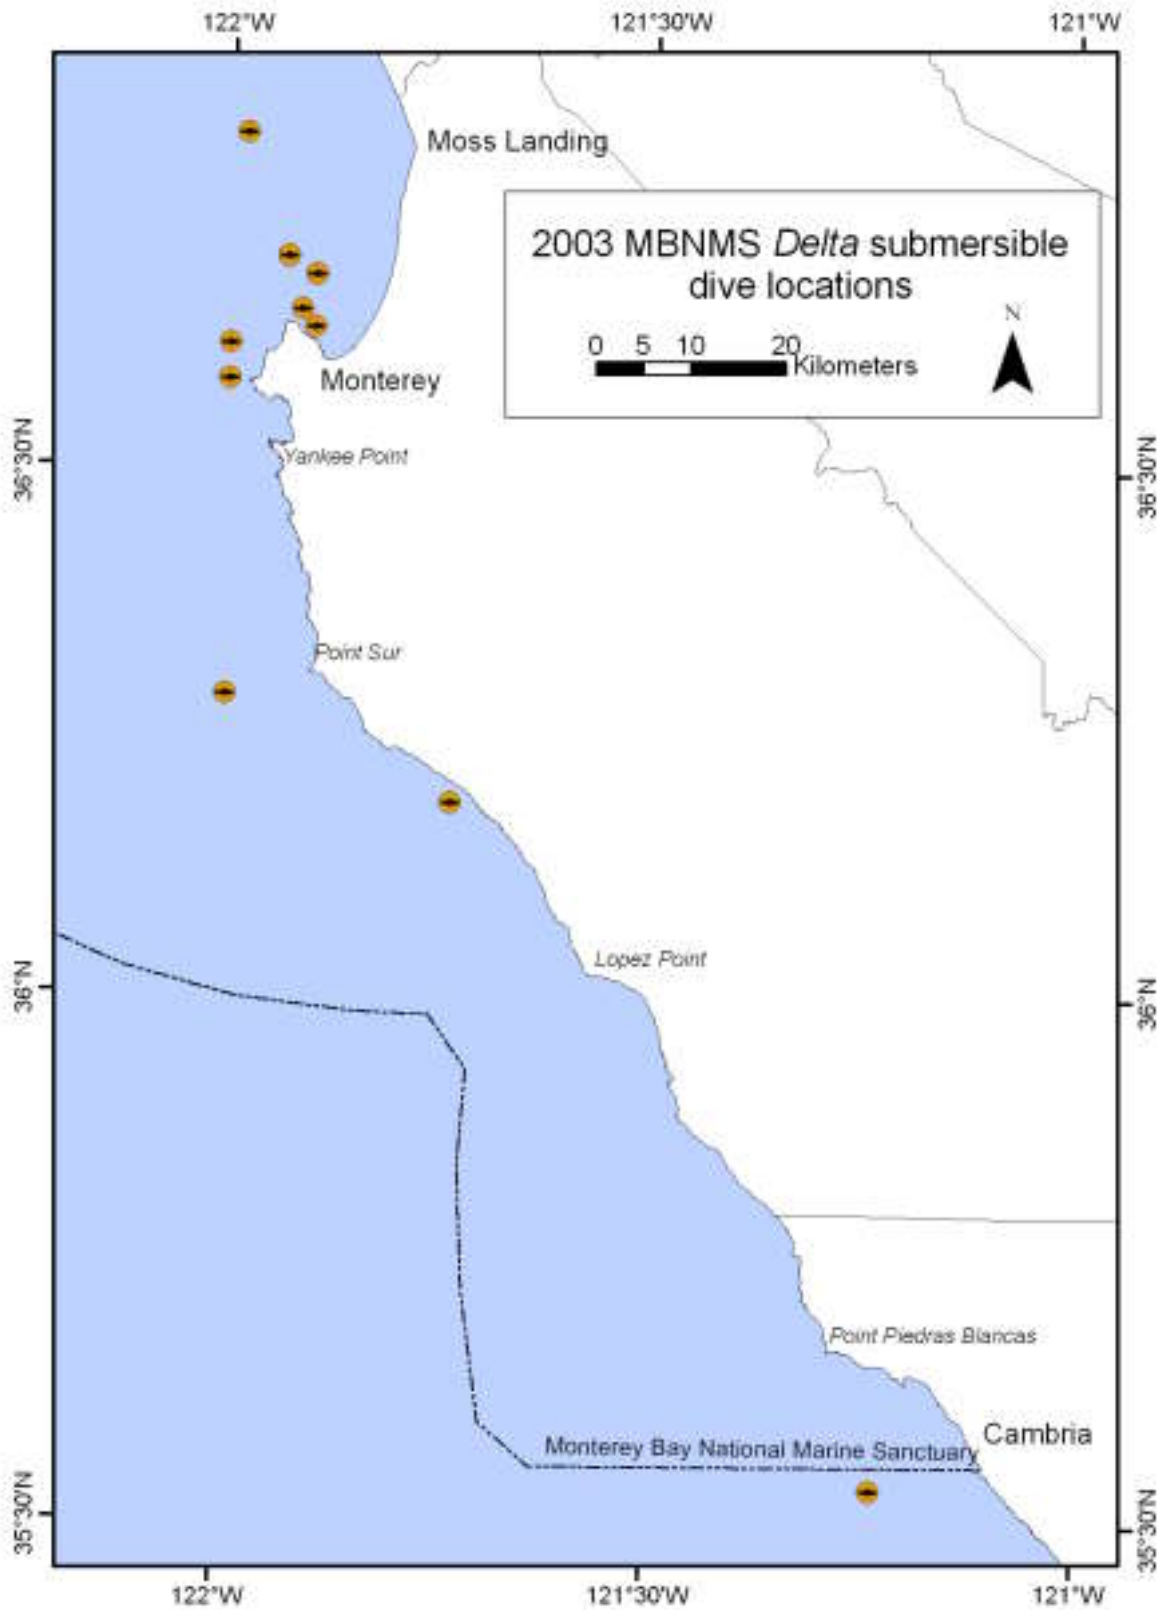 122°W 121°30'W 121°W
Moss Landing
2003 MBNMS Delta submersible
dive locations
N
0 5 10 20
Kilometers
Monterey
36°30'N
Yankee Point
36°30'N
Point Sur
Lopez Point
36°N
36°N
Point Piedras Blancas
Cambria
Monterey Bay National Marine Sanctuary
35°30'N
35°30'N
122°W 121°30'W 121°W